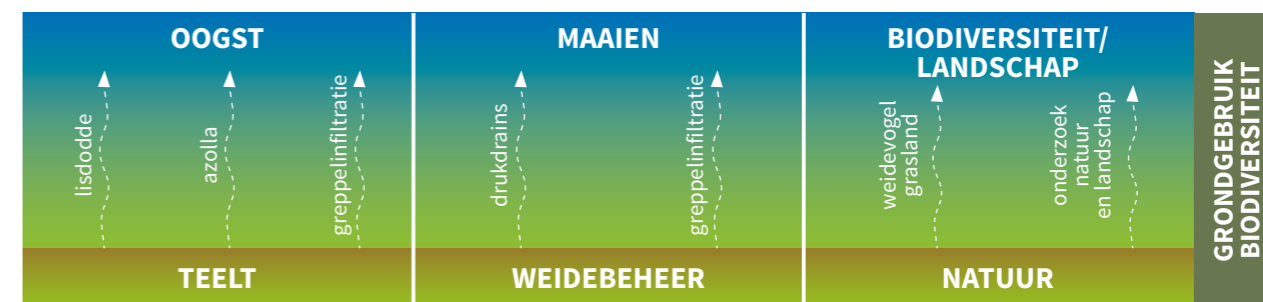 OOGST
lisdodde
azolla
greppelinfiltratie
TEELT
MAAIEN
drukdrains
greppelinfiltratie
WEIDEBEHEER
BIODIVERSITEIT/
LANDSCHAP
weidevogel
grasland
onderzoek
natuur
en landschap
NATUUR
GRONDGEBRUIK
BIODIVERSITEIT